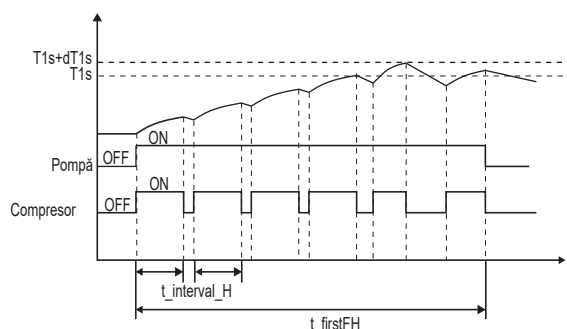 T1s+dT1s
T1s
ON
Pompă OFF
ON
Compresor OFF
t_interval_H
t_firstFH